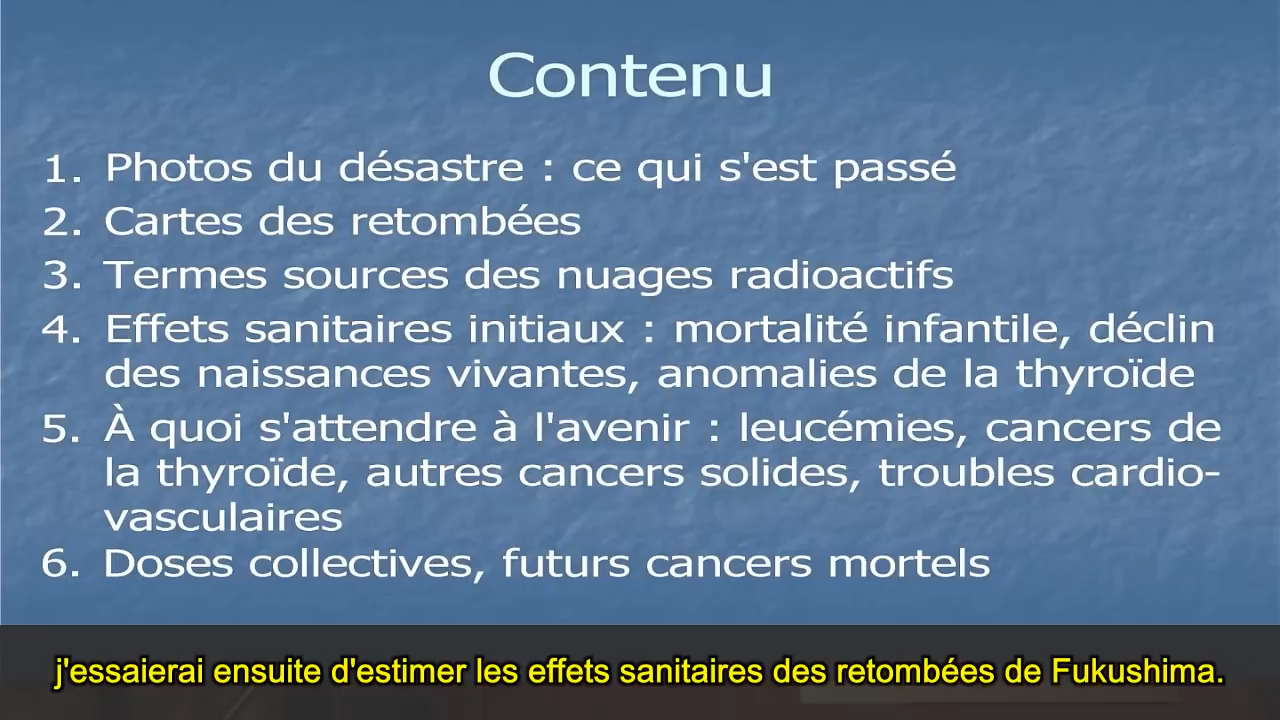 Contenu
1. Photos du désastre : ce qui s'est passé
2. Cartes des retombées
3. Termes sources des nuages radioactifs
4. Effets sanitaires initiaux : mortalité infantile, déclin
des naissances vivantes, anomalies de la thyroïde
5. À quoi s'attendre à l'avenir : leucémies, cancers de
la thyroïde, autres cancers solides, troubles cardio-
vasculaires
6. Doses collectives, futurs cancers mortels
j'essaierai ensuite d'estimer les effets sanitaires des retombées de Fukushima.